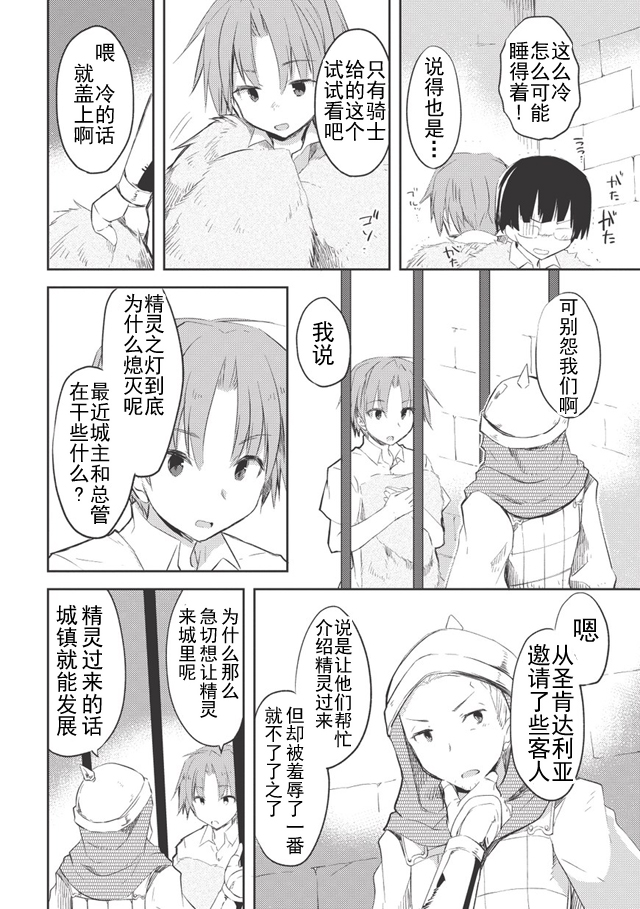 这么冷
怎么可能
睡得着！
说得也是…
ガタ
ガタ
只有骑士
给的这个
试试看吧
ゴソ
喂 冷的话
就盖上啊
可别怨我们啊
我说
精灵之灯到底
为什么熄灭呢
最近城主和总管
在干些什么？
嗯
从圣肯达利亚
邀请了些客人
说是让他们帮忙
介绍精灵过来
但却被羞辱了一番
就不了了之了
为什么那么
急切想让精灵
来城里呢
精灵过来的话
城镇就能发展